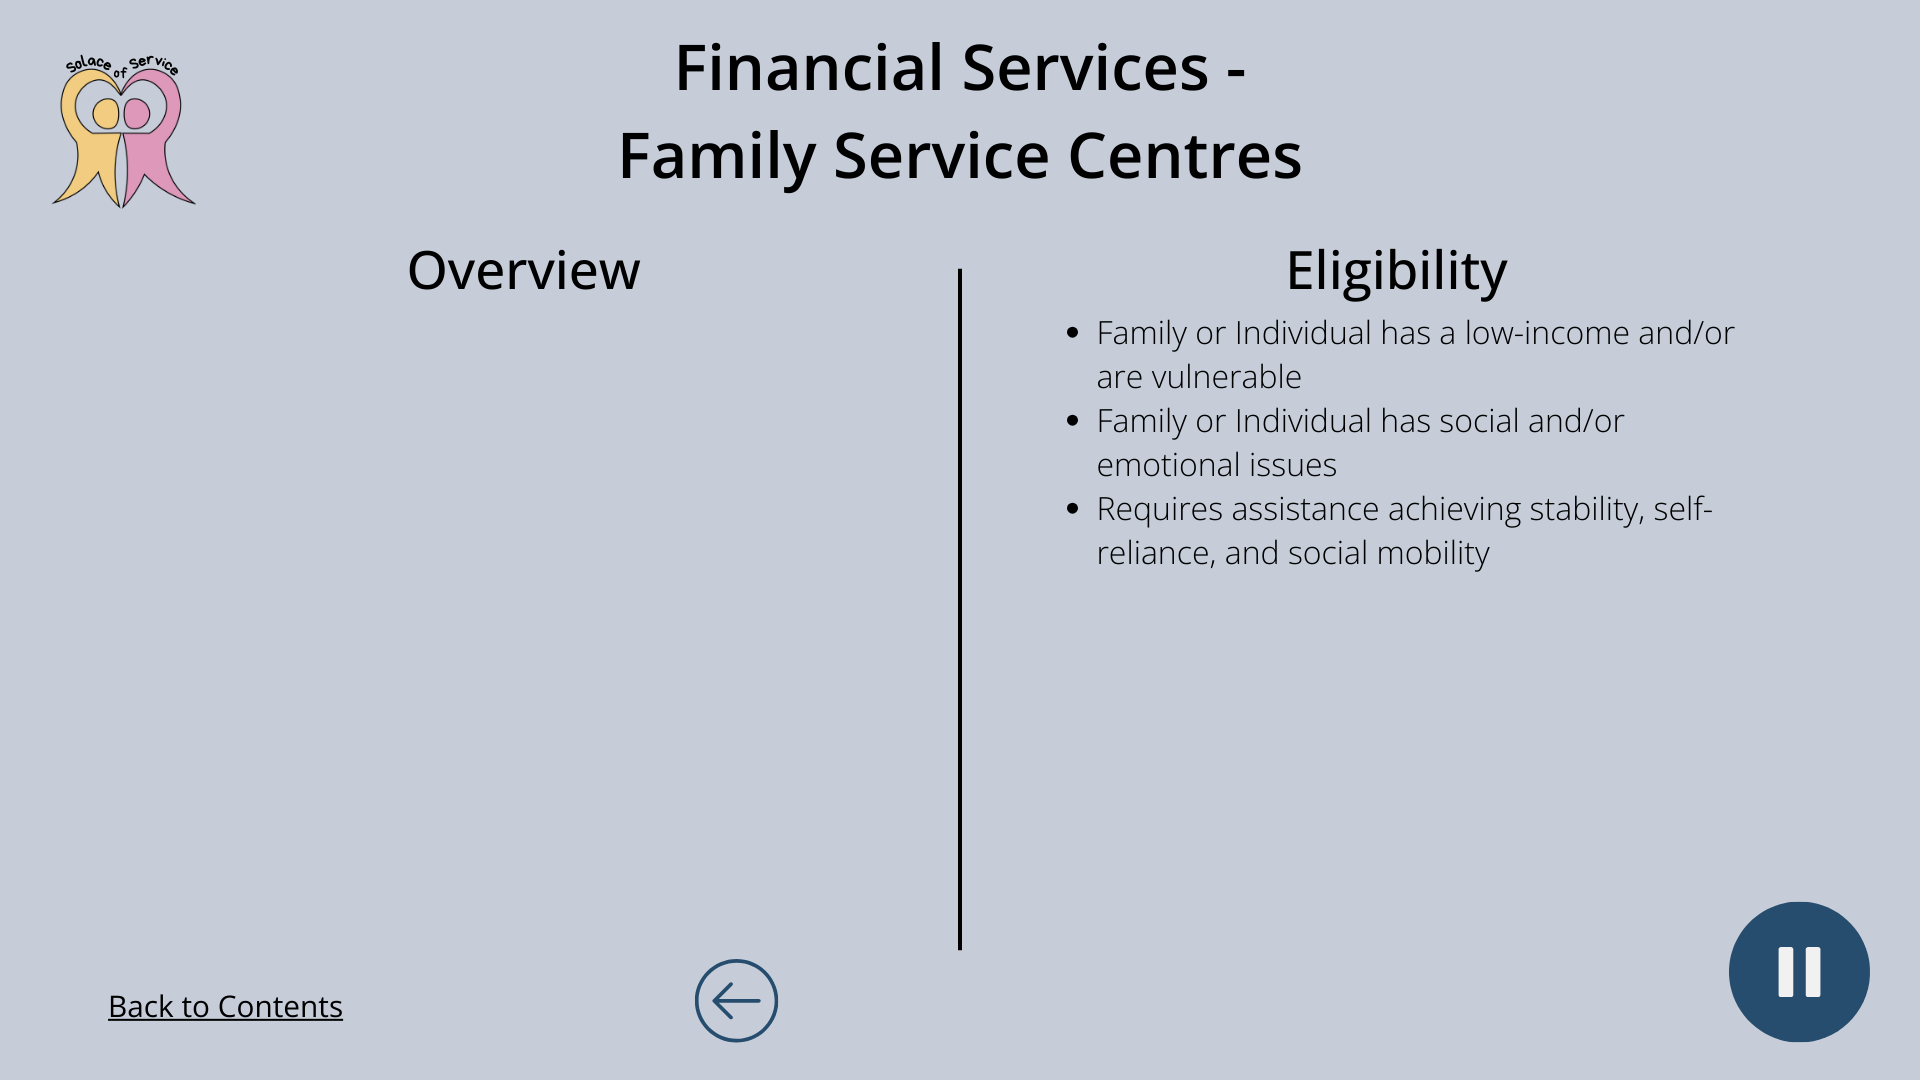 Solace of Service
Financial Services -
Family Service Centres
Overview
Eligibility
• Family or Individual has a low-income and/or
are vulnerable
• Family or Individual has social and/or
emotional issues
• Requires assistance achieving stability, self-
reliance, and social mobility
Back to Contents